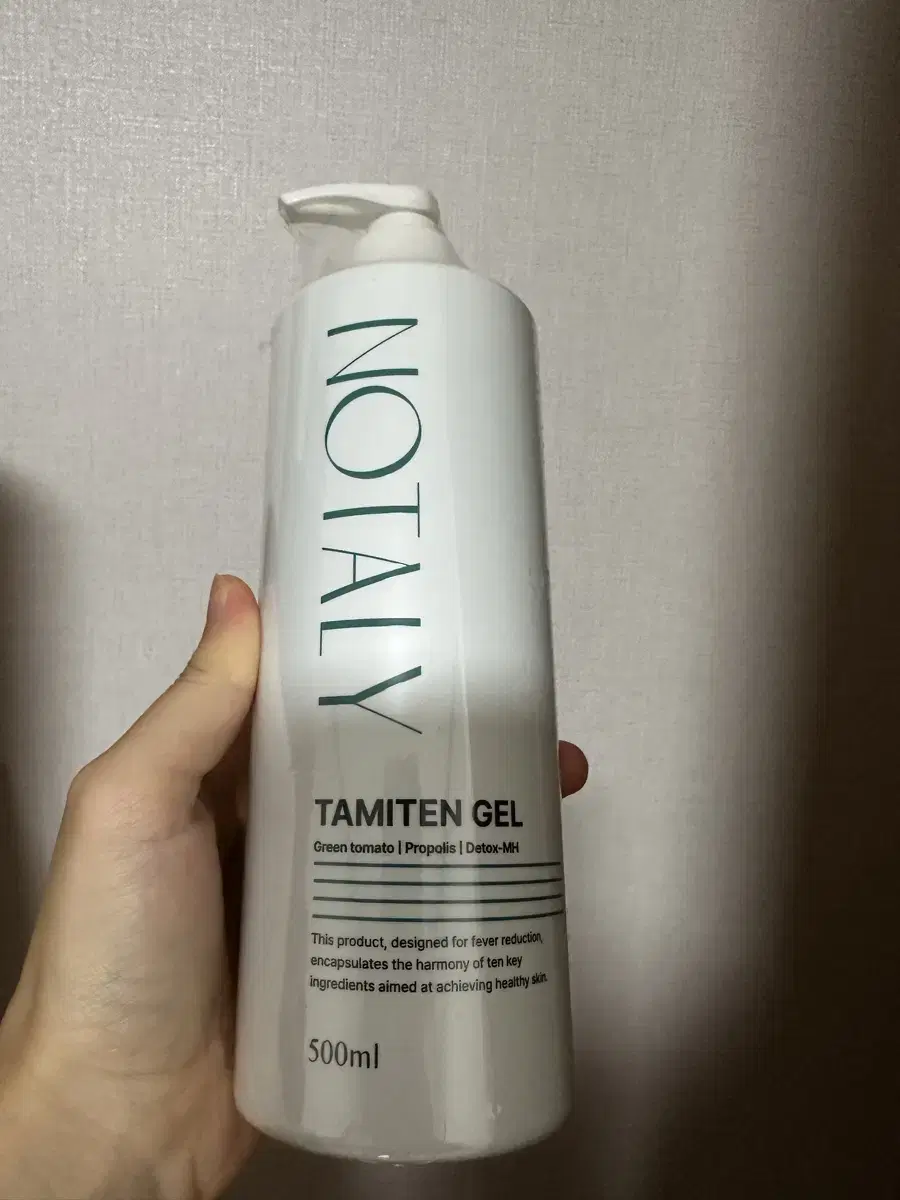 NOTALY
TAMITEN GEL
Green tomato | Propolis | Detox-MH
This product, designed for fever reduction,
encapsulates the harmony of ten key
ingredients aimed at achieving healthy skin.
500ml